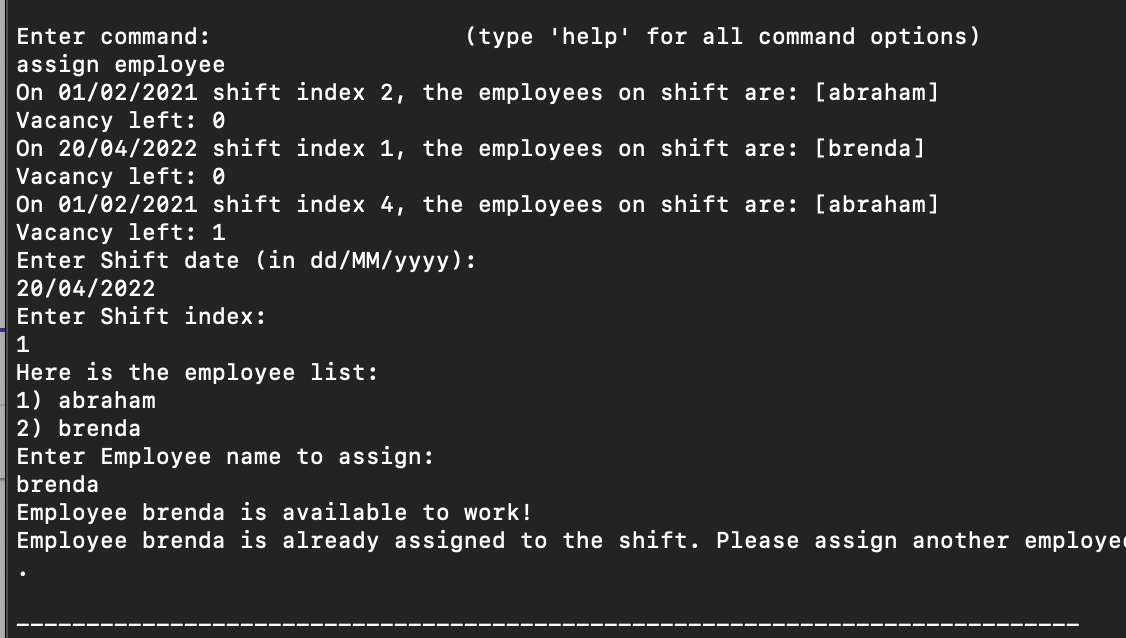 Enter command: (type 'help' for all command options)
assign employee
On 01/02/2021 shift index 2, the employees on shift are: [abraham]
Vacancy left: 0
On 20/04/2022 shift index 1, the employees on shift are: [brenda]
Vacancy left: 0
On 01/02/2021 shift index 4, the employees on shift are: [abraham]
Vacancy left: 1
Enter Shift date (in dd/MM/yyyy):
20/04/2022
Enter Shift index:
1
Here is the employee list:
1) abraham
2) brenda
Enter Employee name to assign:
brenda
Employee brenda is available to work!
Employee brenda is already assigned to the shift. Please assign another employee
.
____________________________________________________________________________